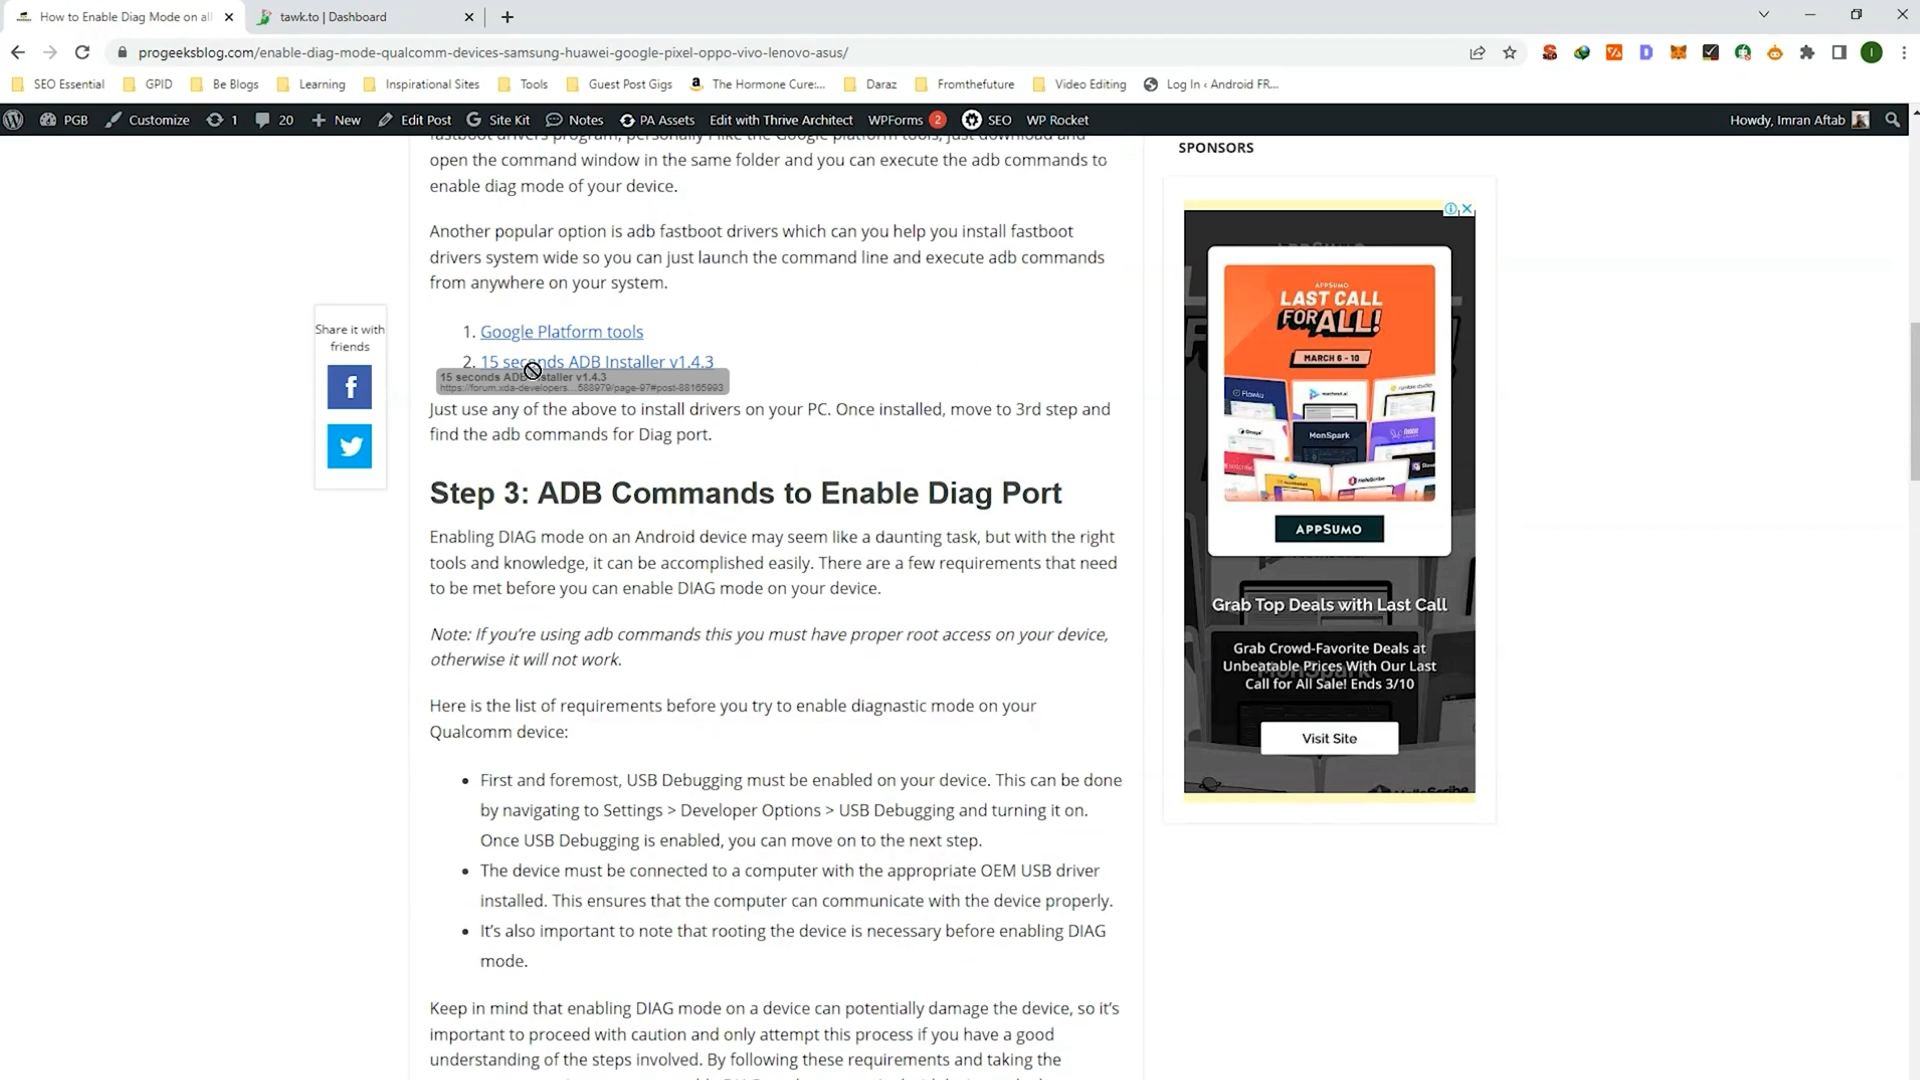 How to Enable Diag Mode on all
tawk.to | Dashboard
progeeksblog.com/enable-diag-mode-qualcomm-devices-samsung-huawei-google-pixel-oppo-vivo-lenovo-asus/
SEO Essential
GPID
Be Blogs
Learning
Inspirational Sites
Tools
Guest Post Gigs
The Hormone Cure:...
Daraz
Fromthefuture
Video Editing
Log In ‹ Android FR...
PGB
Customize
1
20
New
Edit Post
Site Kit
Notes
PA Assets
Edit with Thrive Architect
WPForms 2
SEO
WP Rocket
Howdy, Imran Aftab
fastboot drivers program, personally I like the Google platform tools, just download and
open the command window in the same folder and you can execute the adb commands to
enable diag mode of your device.
Another popular option is adb fastboot drivers which can you help you install fastboot
drivers system wide so you can just launch the command line and execute adb commands
from anywhere on your system.
1. Google Platform tools
2. 15 seconds ADB Installer v1.4.3
15 seconds ADB Installer v1.4.3
https://forum.xda-developers...588979/page-97#post-88165993
Just use any of the above to install drivers on your PC. Once installed, move to 3rd step and
find the adb commands for Diag port.
Share it with
friends
Step 3: ADB Commands to Enable Diag Port
Enabling DIAG mode on an Android device may seem like a daunting task, but with the right
tools and knowledge, it can be accomplished easily. There are a few requirements that need
to be met before you can enable DIAG mode on your device.
Note: If you're using adb commands this you must have proper root access on your device,
otherwise it will not work.
Here is the list of requirements before you try to enable diagnostic mode on your
Qualcomm device:
• First and foremost, USB Debugging must be enabled on your device. This can be done
by navigating to Settings > Developer Options > USB Debugging and turning it on.
Once USB Debugging is enabled, you can move on to the next step.
• The device must be connected to a computer with the appropriate OEM USB driver
installed. This ensures that the computer can communicate with the device properly.
• It's also important to note that rooting the device is necessary before enabling DIAG
mode.
Keep in mind that enabling DIAG mode on a device can potentially damage the device, so it's
important to proceed with caution and only attempt this process if you have a good
understanding of the steps involved. By following these requirements and taking the
SPONSORS
APPSUMO
LAST CALL
FOR ALL!
MARCH 6 - 10
Flowlu
MonSpark
APPSUMO
Grab Top Deals with Last Call
Grab Crowd-Favorite Deals at
Unbeatable Prices With Our Last
Call for All Sale! Ends 3/10
Visit Site